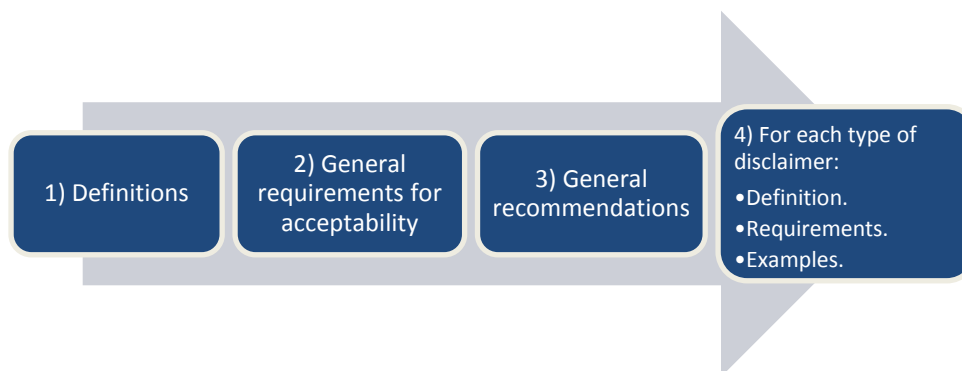 1) Definitions
2) General
requirements for
acceptability
3) General
recommendations
4) For each type of
disclaimer:
•Definition.
•Requirements.
•Examples.